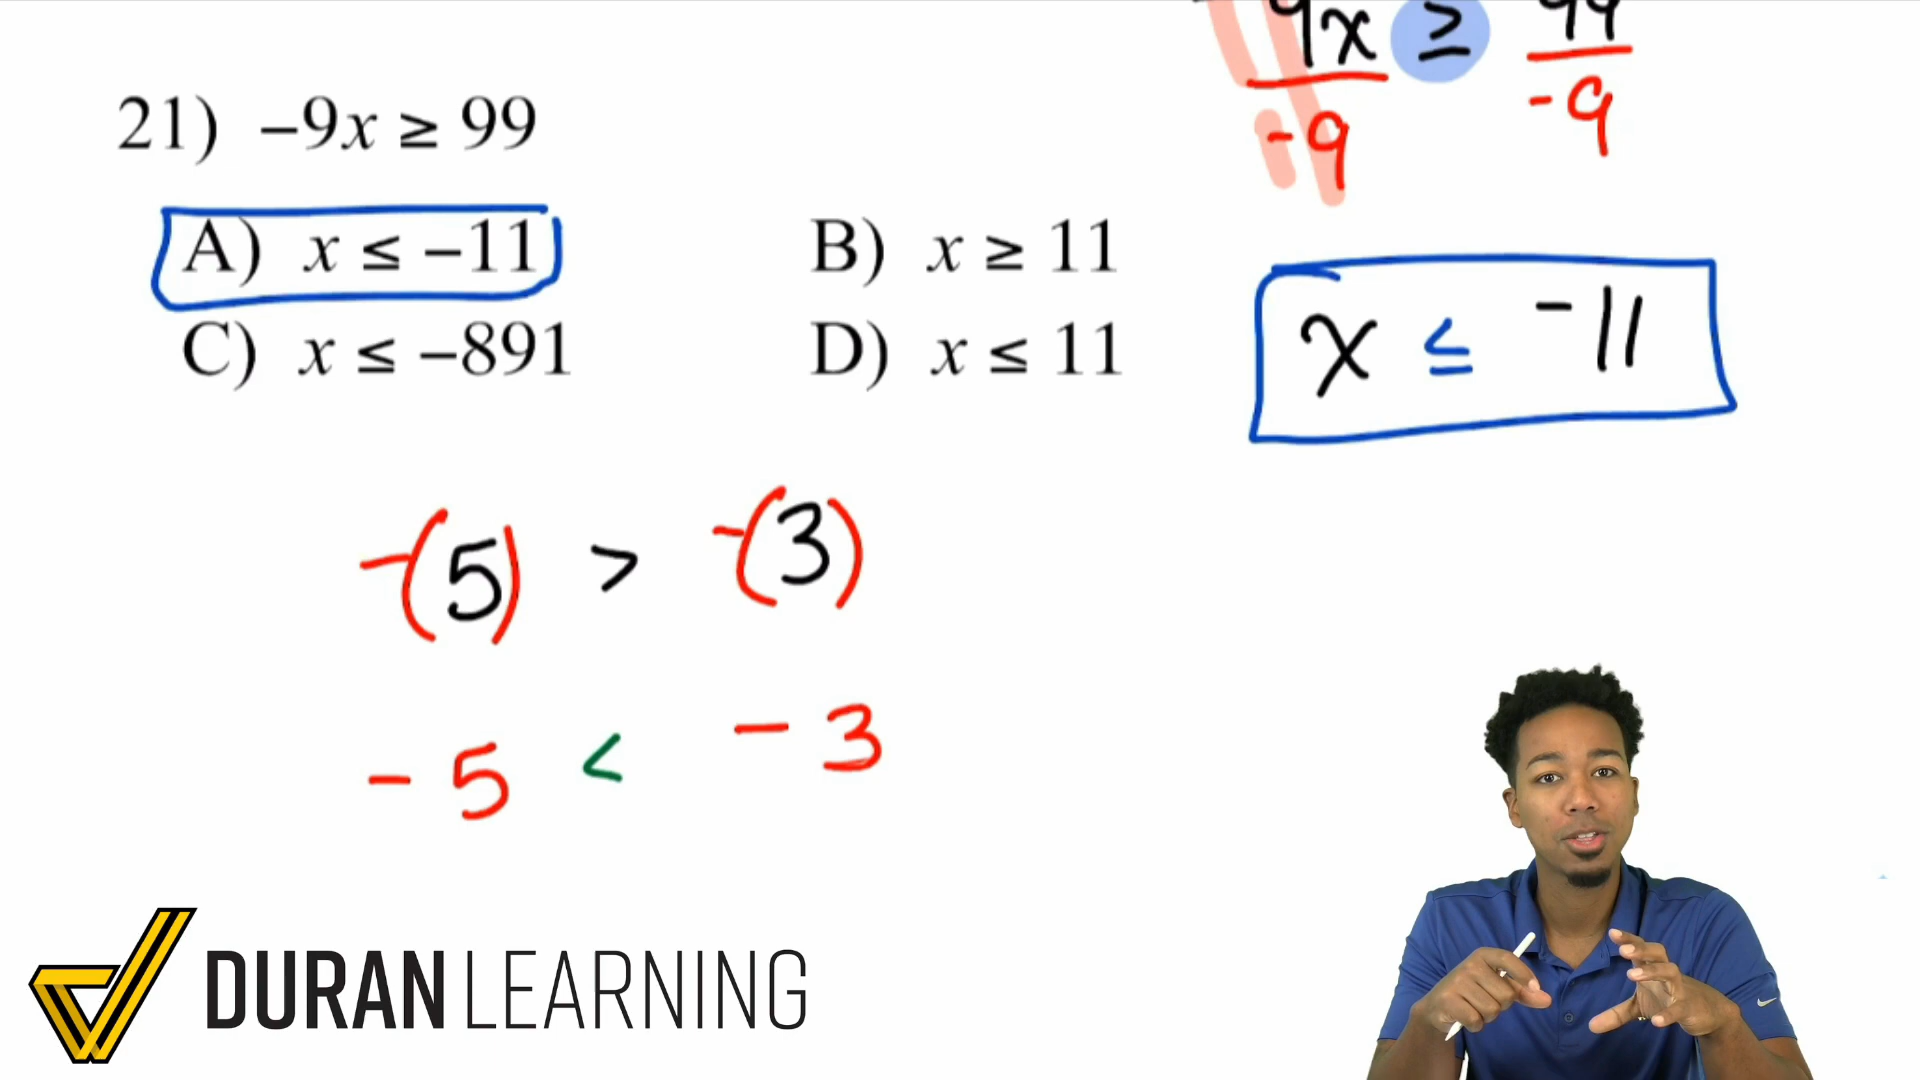 9x ≥ 99
-9 -9
21) −9x ≥ 99
A) x ≤ −11 B) x ≥ 11
C) x ≤ −891 D) x ≤ 11
x ≤ -11
-(5) > -(3)
-5 < -3
DURAN LEARNING